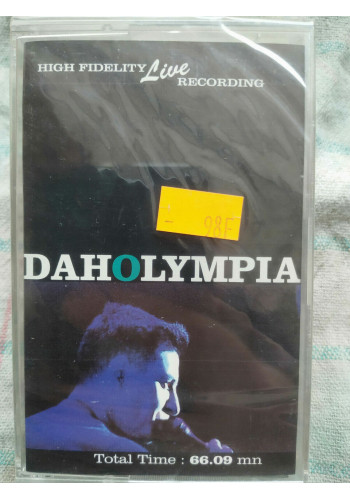 HIGH FIDELITY Live RECORDING
- 98F
DAHOLYMPIA
Total Time : 66.09 mn